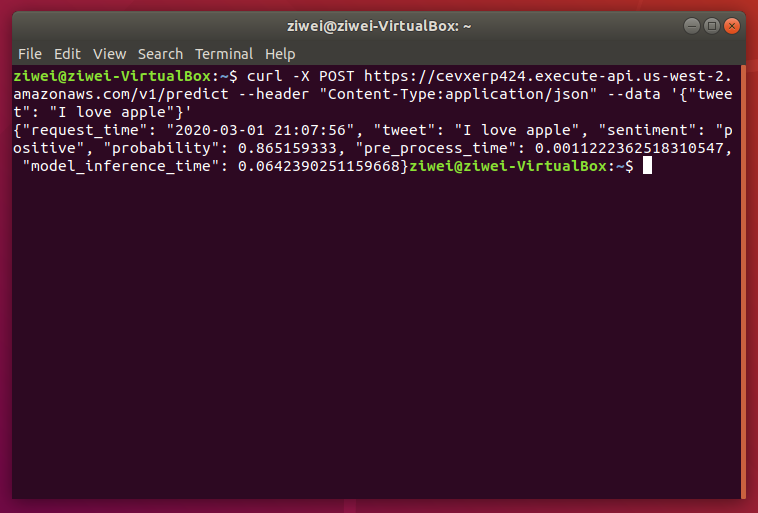 ziwei@ziwei-VirtualBox: ~
File Edit View Search Terminal Help
ziwei@ziwei-VirtualBox:~$ curl -X POST https://cevxerp424.execute-api.us-west-2.
amazonaws.com/v1/predict --header "Content-Type:application/json" --data '{"twee
t": "I love apple"}'
{"request_time": "2020-03-01 21:07:56", "tweet": "I love apple", "sentiment": "p
ositive", "probability": 0.865159333, "pre_process_time": 0.0011222362518310547,
 "model_inference_time": 0.0642390251159668}ziwei@ziwei-VirtualBox:~$